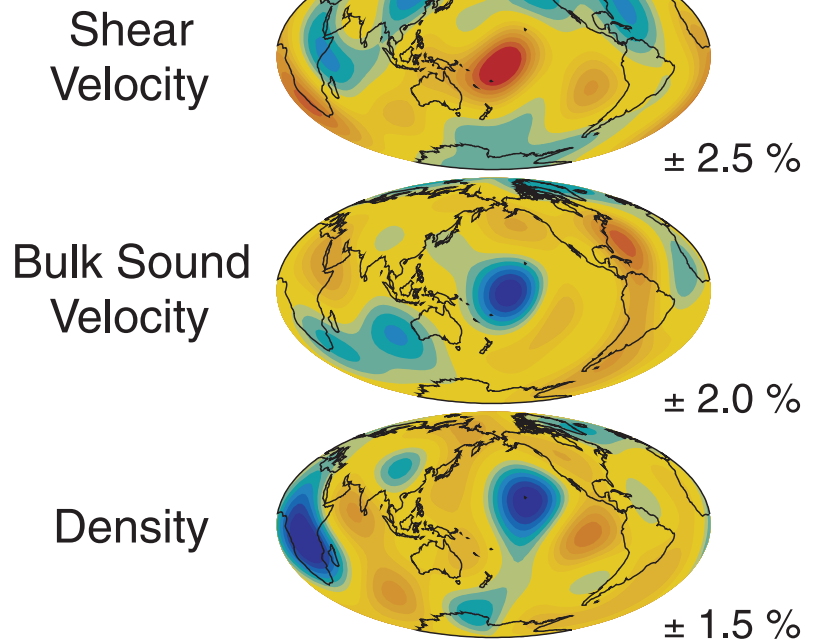 Shear
Velocity
± 2.5 %
Bulk Sound
Velocity
± 2.0 %
Density
± 1.5 %